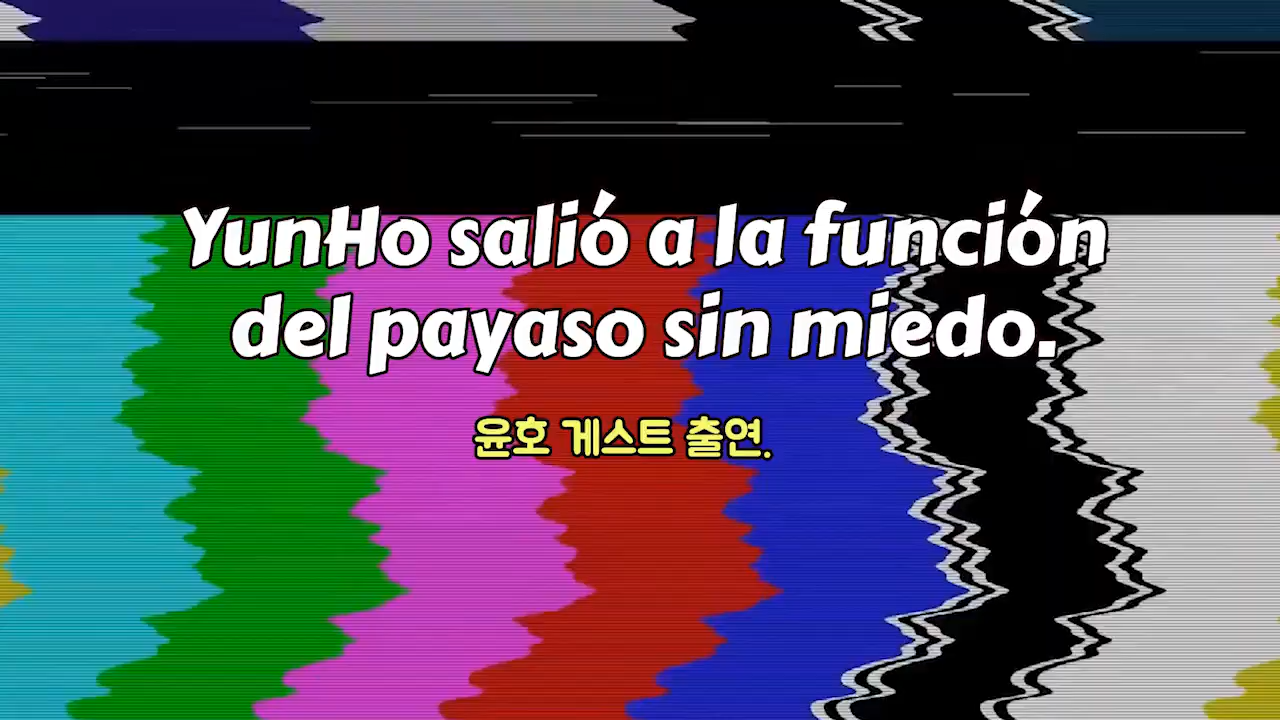 YunHo salió a la función
del payaso sin miedo.
윤호 게스트 출연.